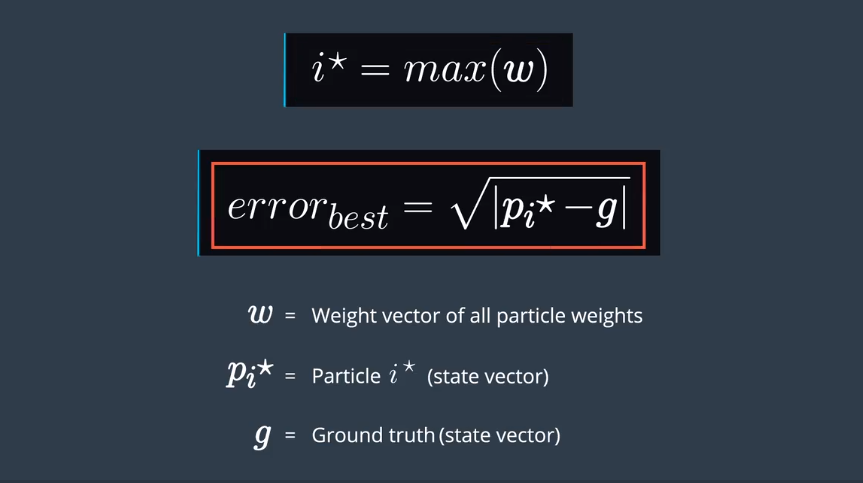 i⋆ = max(w)
error_best = √|p_i⋆ − g|
w = Weight vector of all particle weights
p_i⋆ = Particle i⋆ (state vector)
g = Ground truth (state vector)